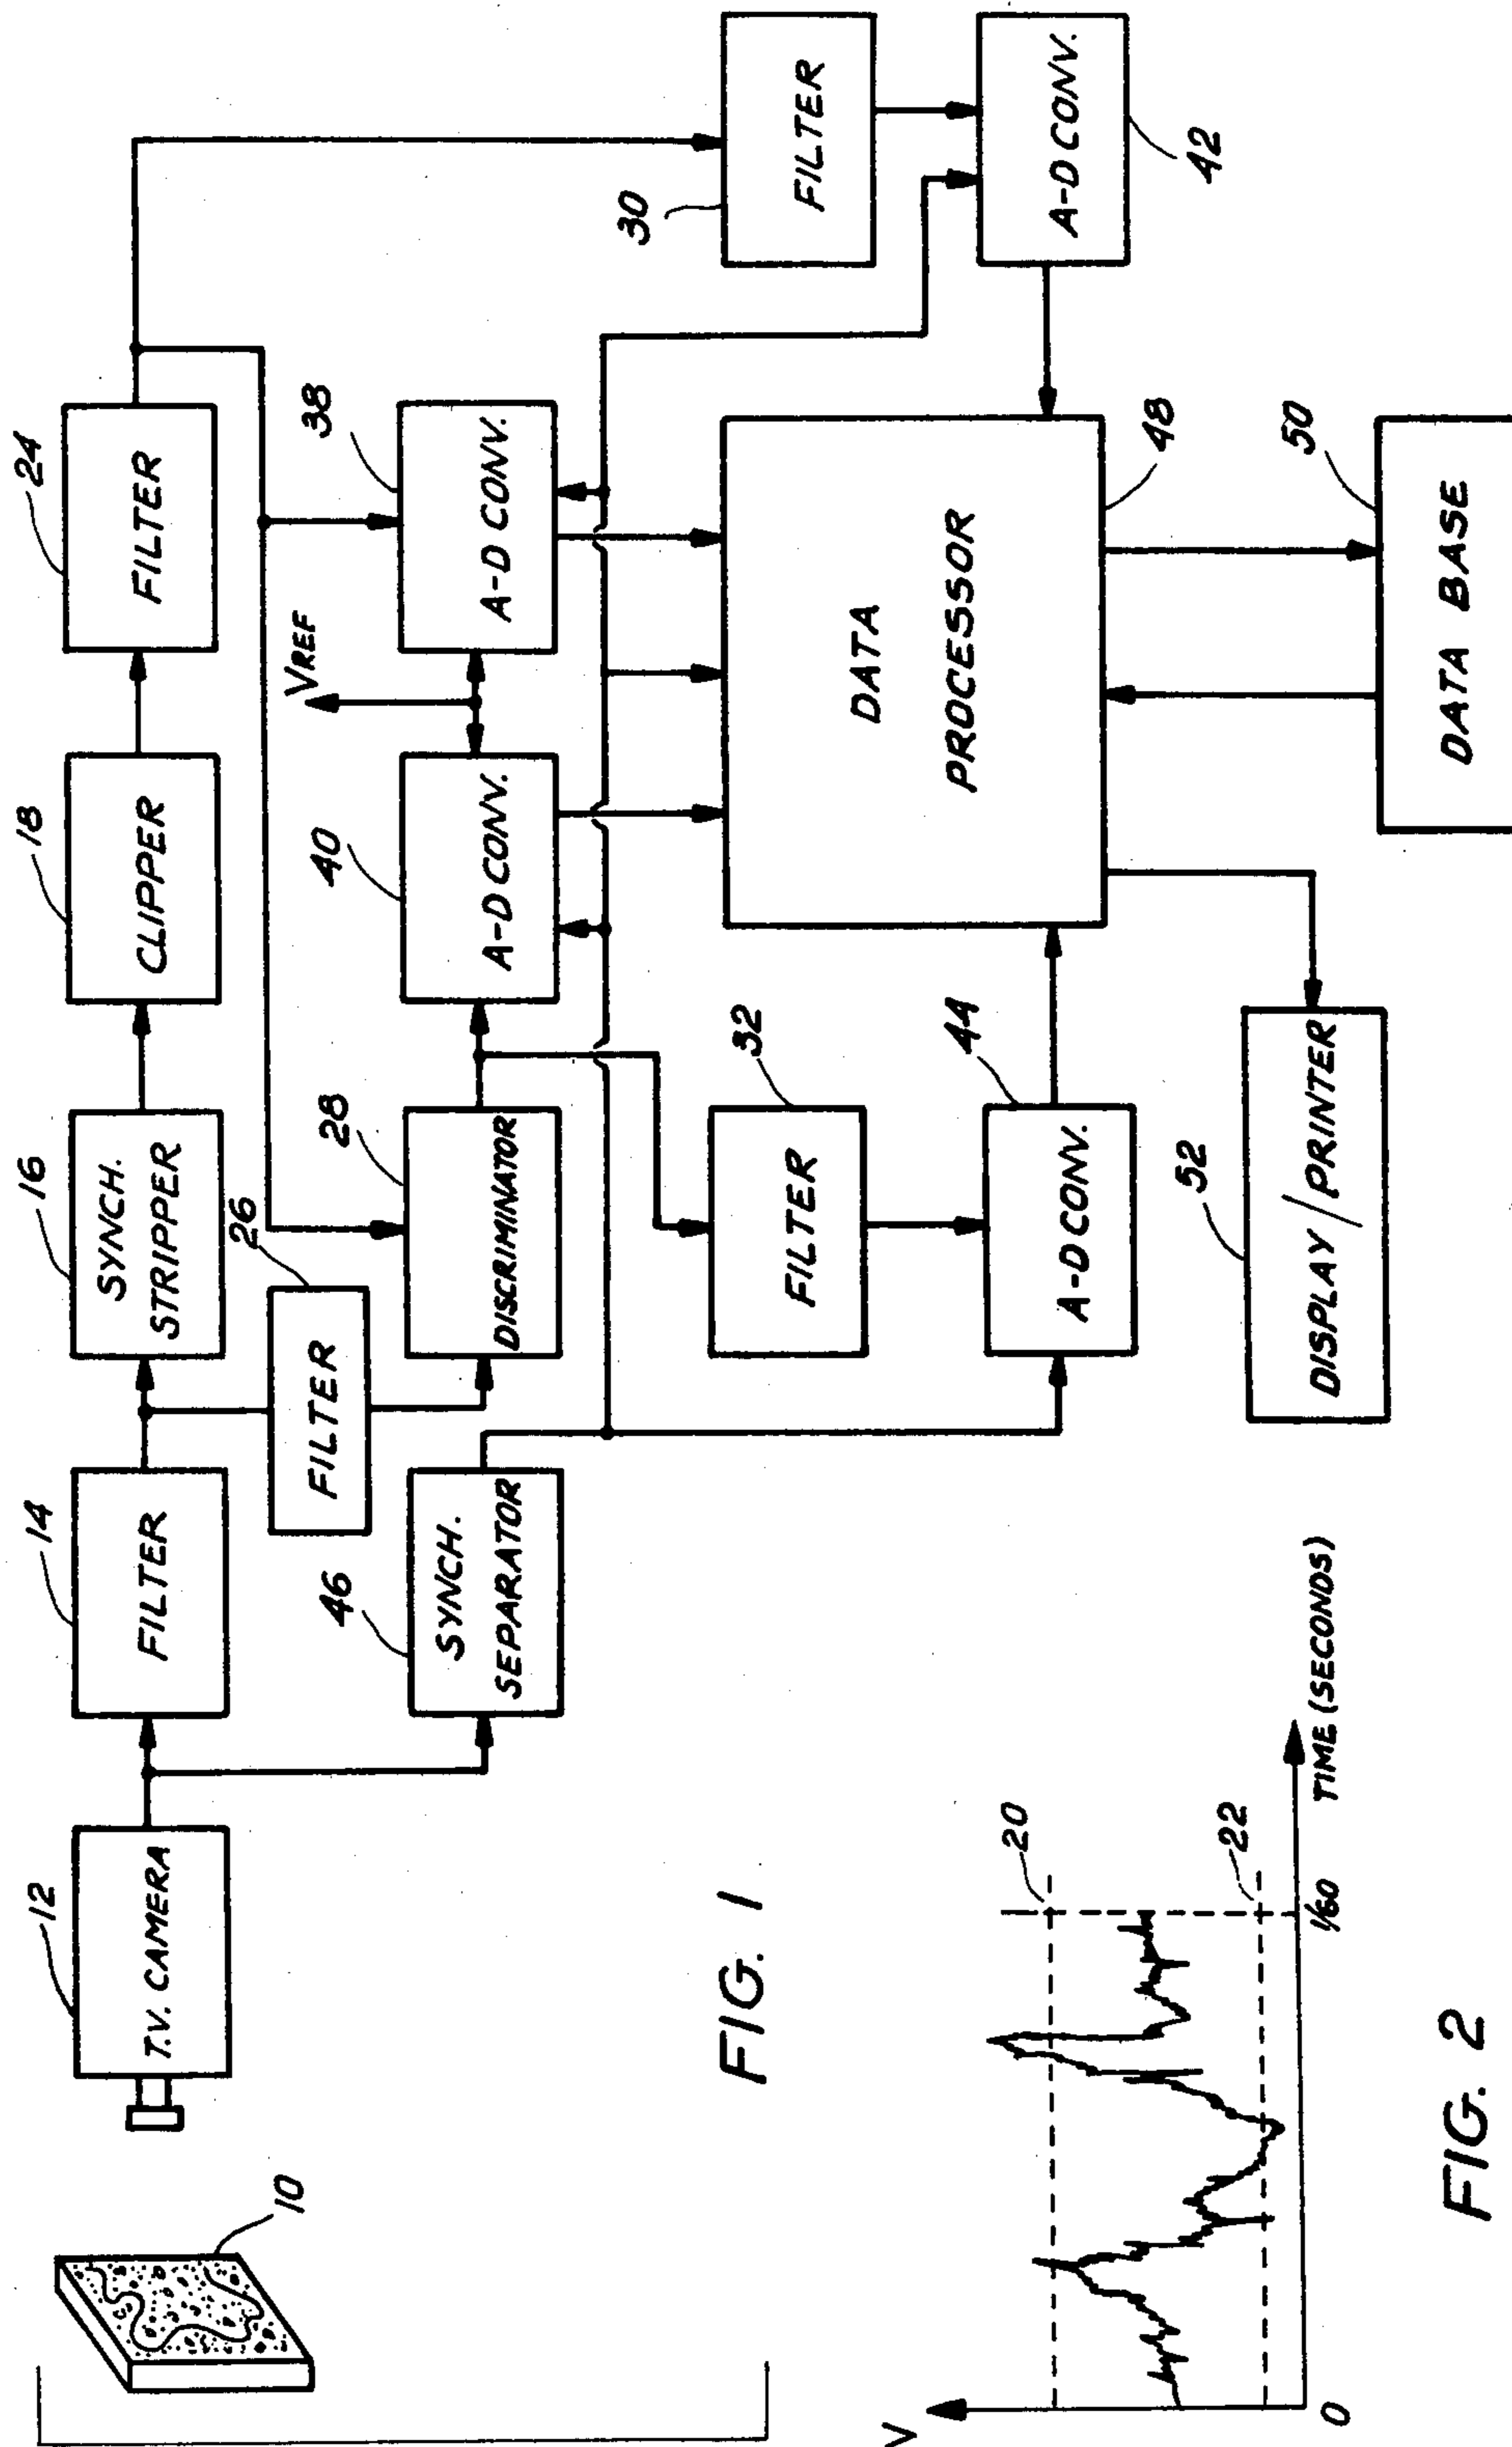 10
12
T.V. CAMERA
14
FILTER
16
SYNCH.
STRIPPER
18
CLIPPER
24
FILTER
26
FILTER
46
SYNCH.
SEPARATOR
28
DISCRIMINATOR
40
A-D CONV.
VREF
38
A-D CONV.
32
FILTER
30
FILTER
44
A-D CONV.
DATA
PROCESSOR
48
A-D CONV.
42
52
DISPLAY/PRINTER
50
DATA BASE
FIG. 1
V
20
22
0
1/60
TIME (SECONDS)
FIG. 2